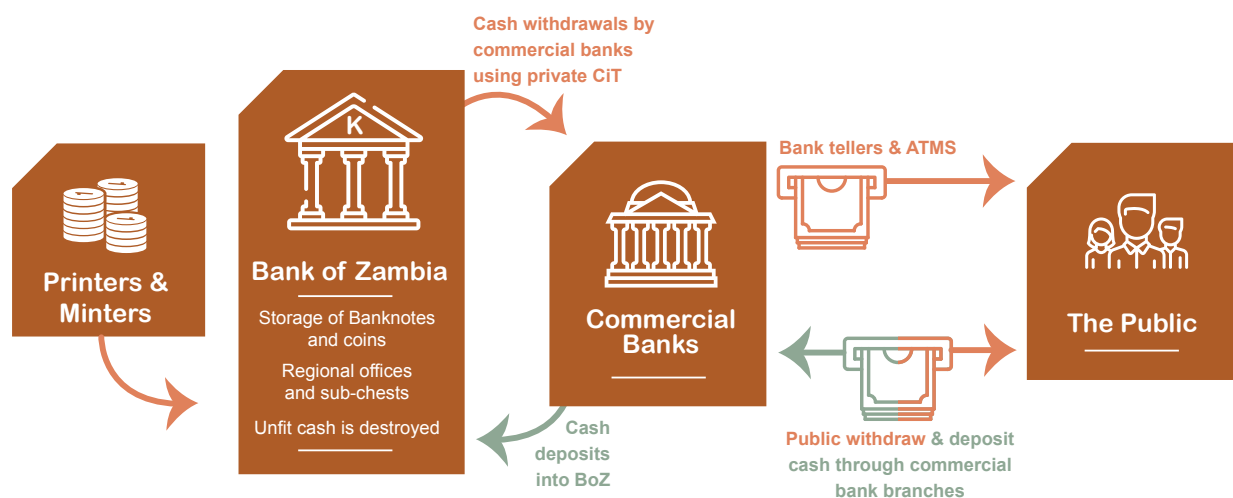 Printers &
Minters
K
Bank of Zambia
Storage of Banknotes
and coins
Regional offices
and sub-chests
Unfit cash is destroyed
Cash withdrawals by
commercial banks
using private CiT
Commercial
Banks
Cash
deposits
into BoZ
Bank tellers & ATMS
Public withdraw & deposit
cash through commercial
bank branches
The Public